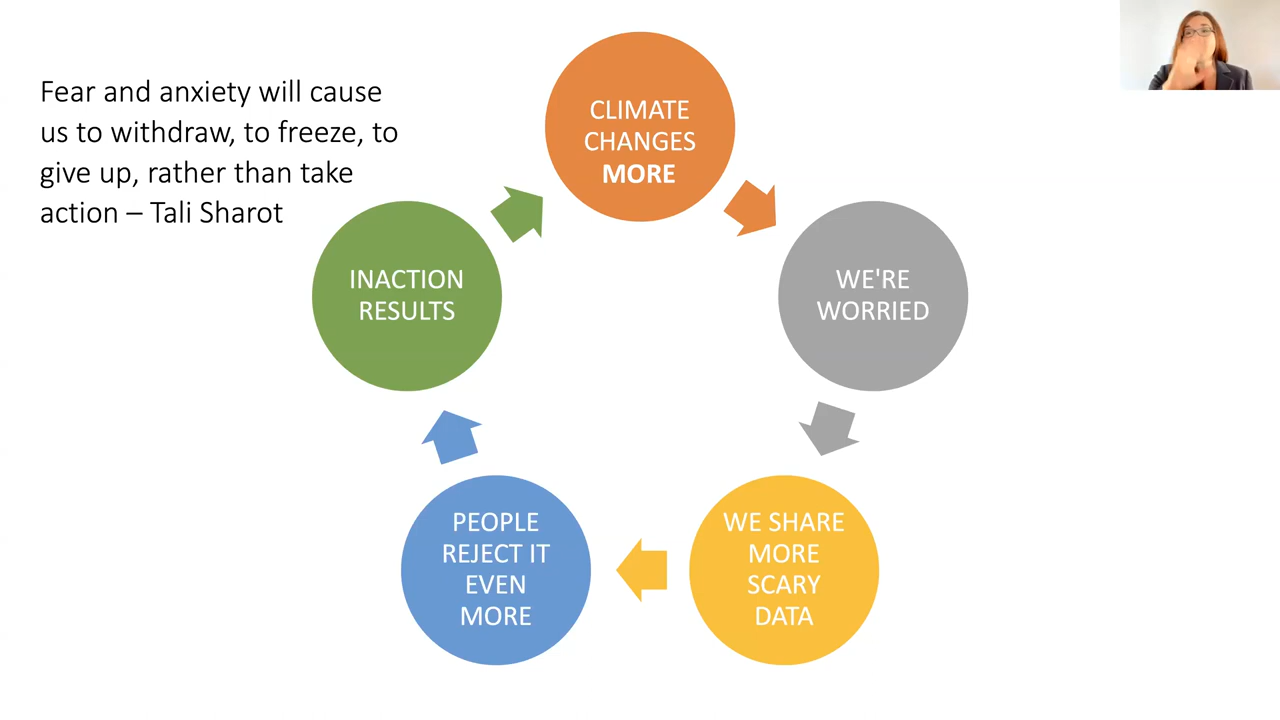 Fear and anxiety will cause
us to withdraw, to freeze, to
give up, rather than take
action – Tali Sharot
CLIMATE
CHANGES
MORE
WE'RE
WORRIED
WE SHARE
MORE
SCARY
DATA
PEOPLE
REJECT IT
EVEN
MORE
INACTION
RESULTS